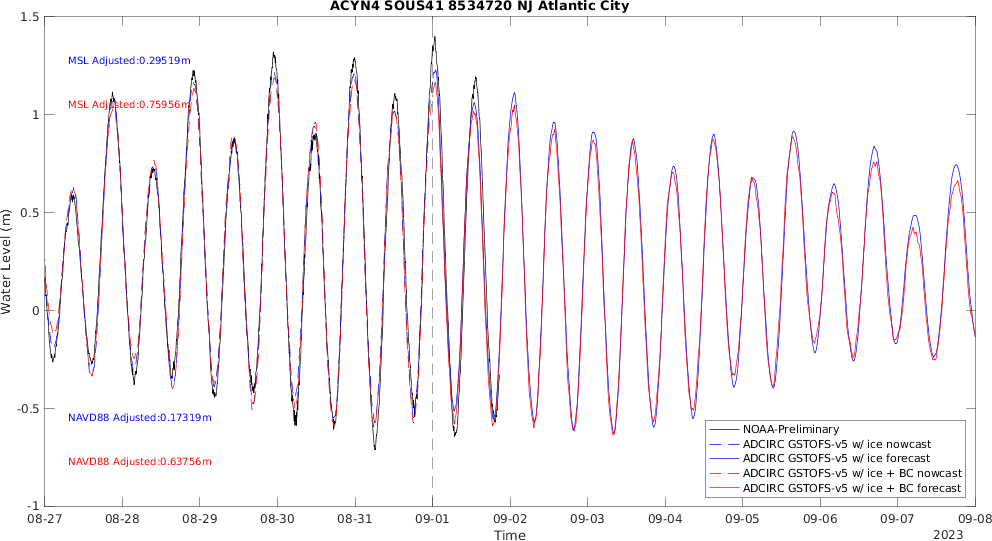 ACYN4 SOUS41 8534720 NJ Atlantic City
1.5
MSL Adjusted:0.29519m
MSL Adjusted:0.75956m
1
0.5
Water Level (m)
0
-0.5
NAVD88 Adjusted:0.17319m
NAVD88 Adjusted:0.63756m
NOAA-Preliminary
ADCIRC GSTOFS-v5 w/ ice nowcast
ADCIRC GSTOFS-v5 w/ ice forecast
ADCIRC GSTOFS-v5 w/ ice + BC nowcast
ADCIRC GSTOFS-v5 w/ ice + BC forecast
-1
08-27 08-28 08-29 08-30 08-31 09-01 09-02 09-03 09-04 09-05 09-06 09-07 09-08
Time
2023